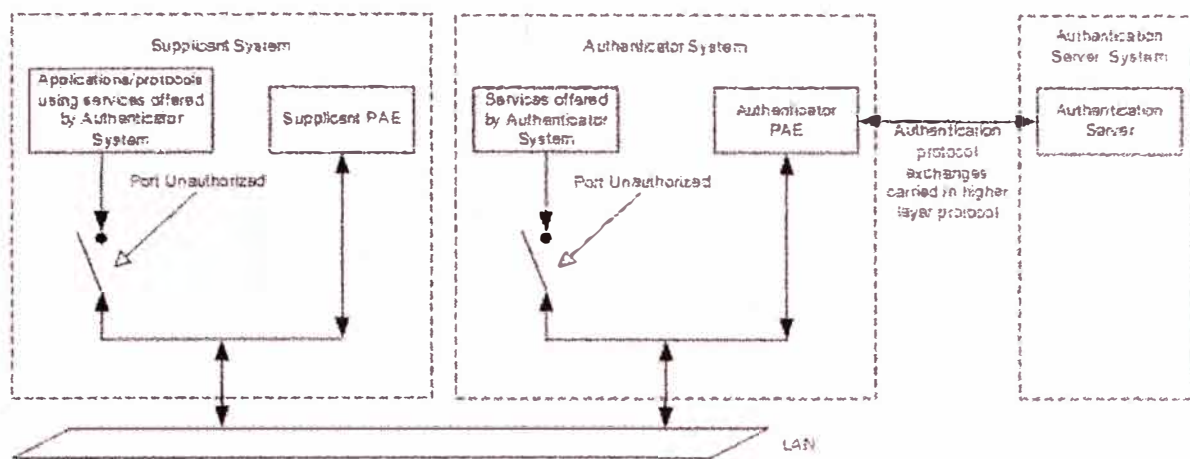 Supplicant System
Applications/protocols
using services offered
by Authenticator
System
Supplicant PAE
Port Unauthorized
Authenticator System
Services offered
by Authenticator
System
Authenticator
PAE
Port Unauthorized
Authentication
protocol
exchanges
carried in higher
layer protocol
Authentication
Server System
Authentication
Server
LAN